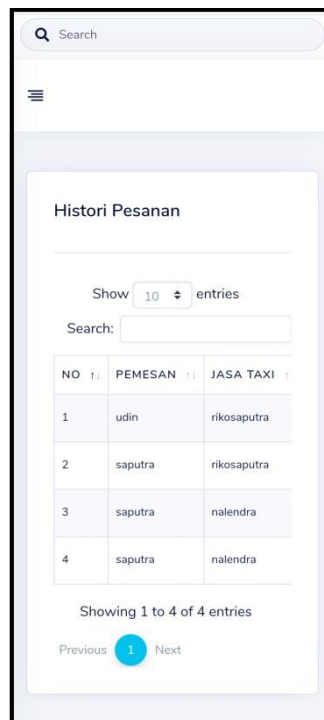 Search
Histori Pesanan
Show 10 entries
Search:
NO PEMESAN JASA TAXI
1 udin rikosaputra
2 saputra rikosaputra
3 saputra nalendra
4 saputra nalendra
Showing 1 to 4 of 4 entries
Previous 1 Next